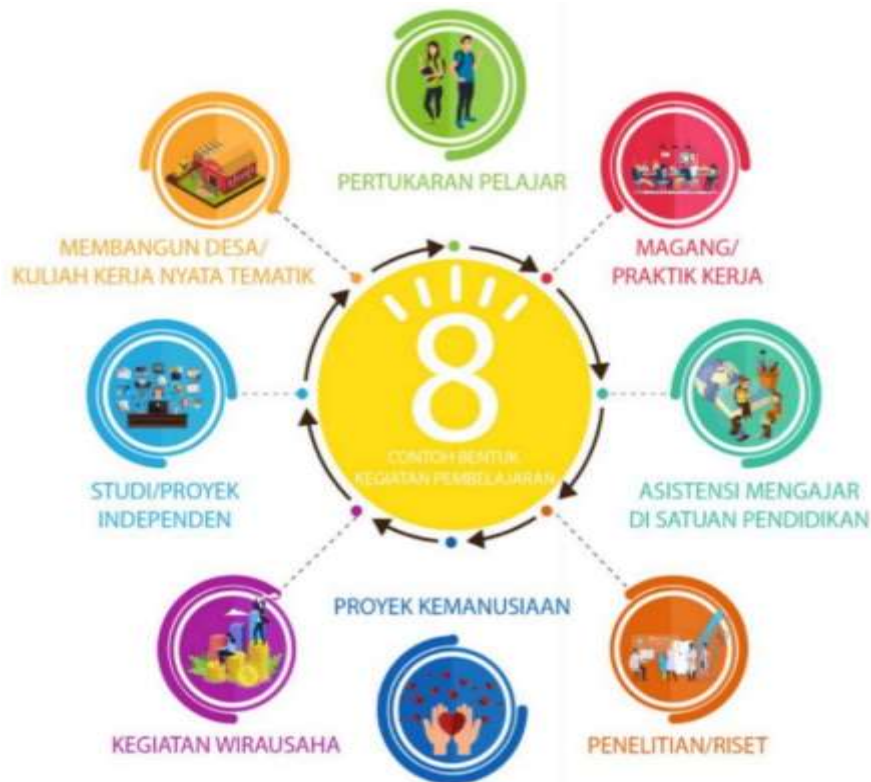 PERTUKARAN PELAJAR
MAGANG/
PRAKTIK KERJA
ASISTENSI MENGAJAR
DI SATUAN PENDIDIKAN
PENELITIAN/RISET
PROYEK KEMANUSIAAN
KEGIATAN WIRAUSAHA
STUDI/PROYEK
INDEPENDEN
MEMBANGUN DESA/
KULIAH KERJA NYATA TEMATIK
8
CONTOH BENTUK
KEGIATAN PEMBELAJARAN